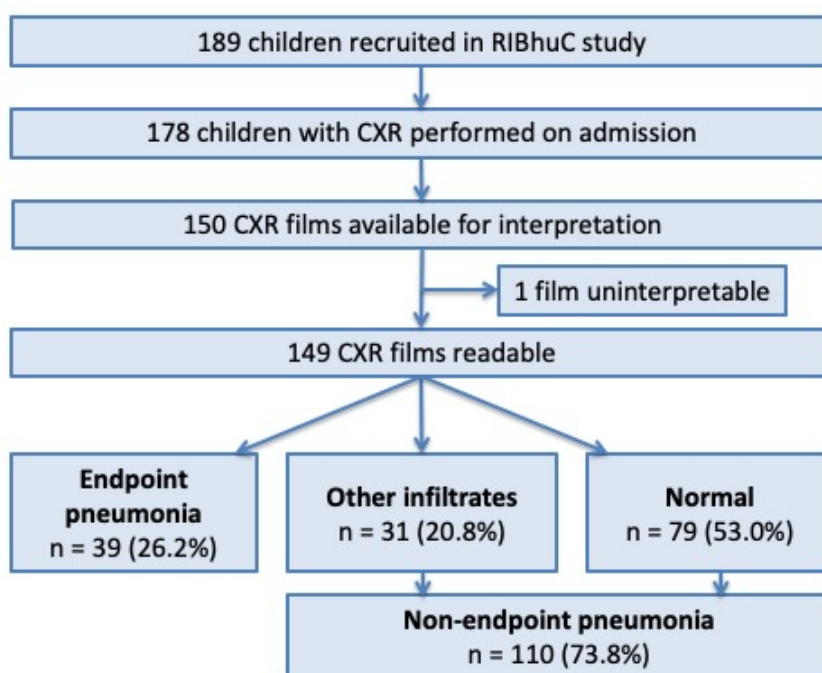 189 children recruited in RIBhuC study
178 children with CXR performed on admission
150 CXR films available for interpretation
1 film uninterpretable
149 CXR films readable
Endpoint
pneumonia
n = 39 (26.2%)
Other infiltrates
n = 31 (20.8%)
Normal
n = 79 (53.0%)
Non-endpoint pneumonia
n = 110 (73.8%)